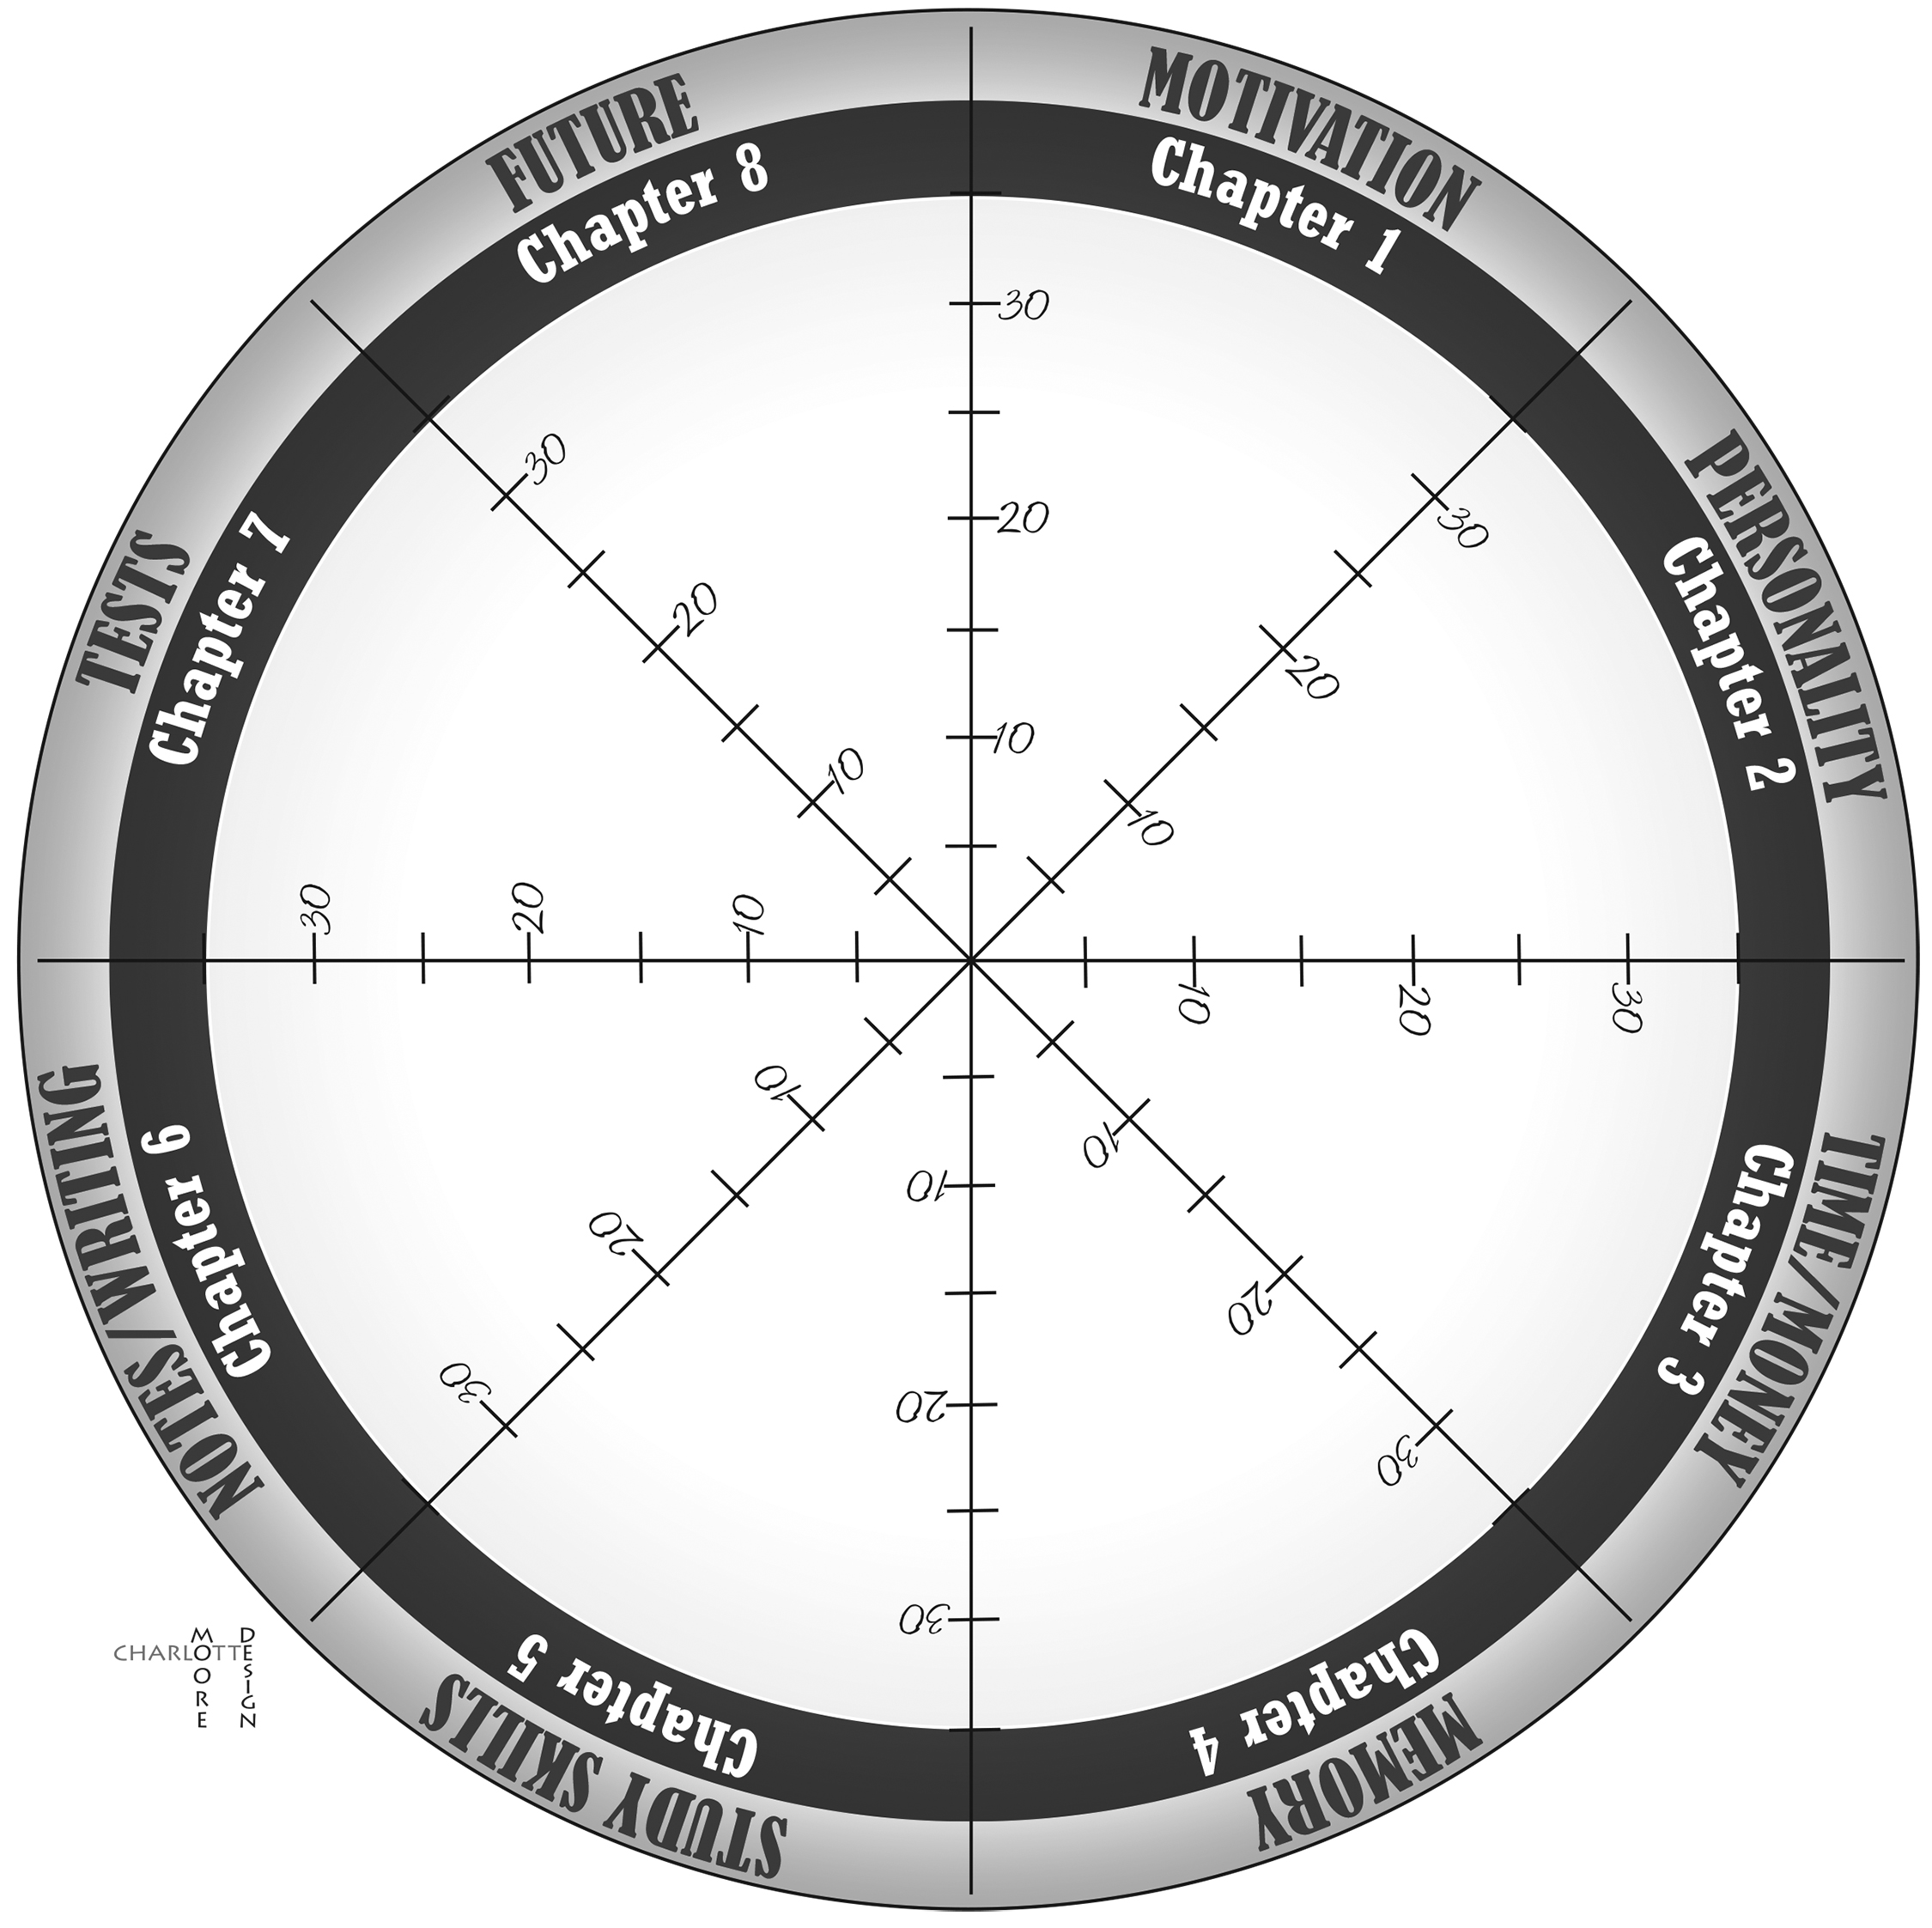 MOTIVATION
Chapter 1
PERSONALITY
Chapter 2
TIME/MONEY
Chapter 3
MEMORY
Chapter 4
STUDY SKILLS
Chapter 5
NOTES/WRITING
Chapter 6
TESTS
Chapter 7
FUTURE
Chapter 8
30
20
10
30
20
10
10
20
30
10
20
30
10
20
30
10
20
30
30
20
10
30
20
10
CHARLOTTE
MOORE
DESIGN